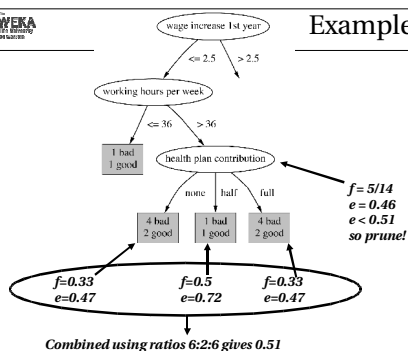 The
WEKA
Example
wage increase 1st year
<= 2.5 > 2.5
working hours per week
<= 36 > 36
1 bad
1 good
health plan contribution
none half full
4 bad
2 good
1 bad
1 good
4 bad
2 good
f = 5/14
e = 0.46
e < 0.51
so prune!
f=0.33
e=0.47
f=0.5
e=0.72
f=0.33
e=0.47
Combined using ratios 6:2:6 gives 0.51